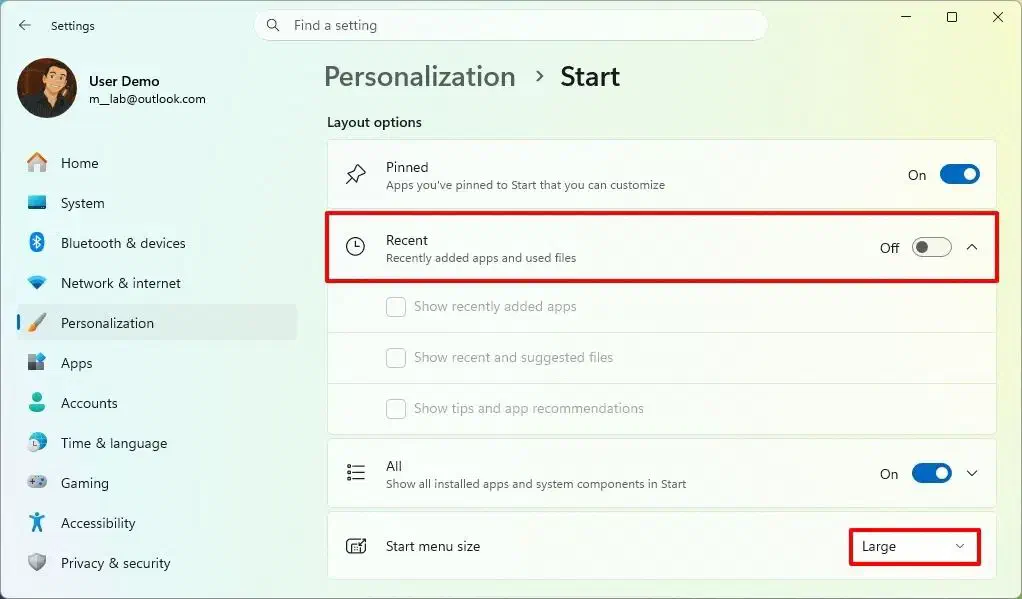 Settings
Find a setting
User Demo
m__lab@outlook.com
Home
System
Bluetooth & devices
Network & internet
Personalization
Apps
Accounts
Time & language
Gaming
Accessibility
Privacy & security
Personalization > Start
Layout options
Pinned
Apps you've pinned to Start that you can customize
On
Recent
Recently added apps and used files
Off
Show recently added apps
Show recent and suggested files
Show tips and app recommendations
All
Show all installed apps and system components in Start
On
Start menu size
Large